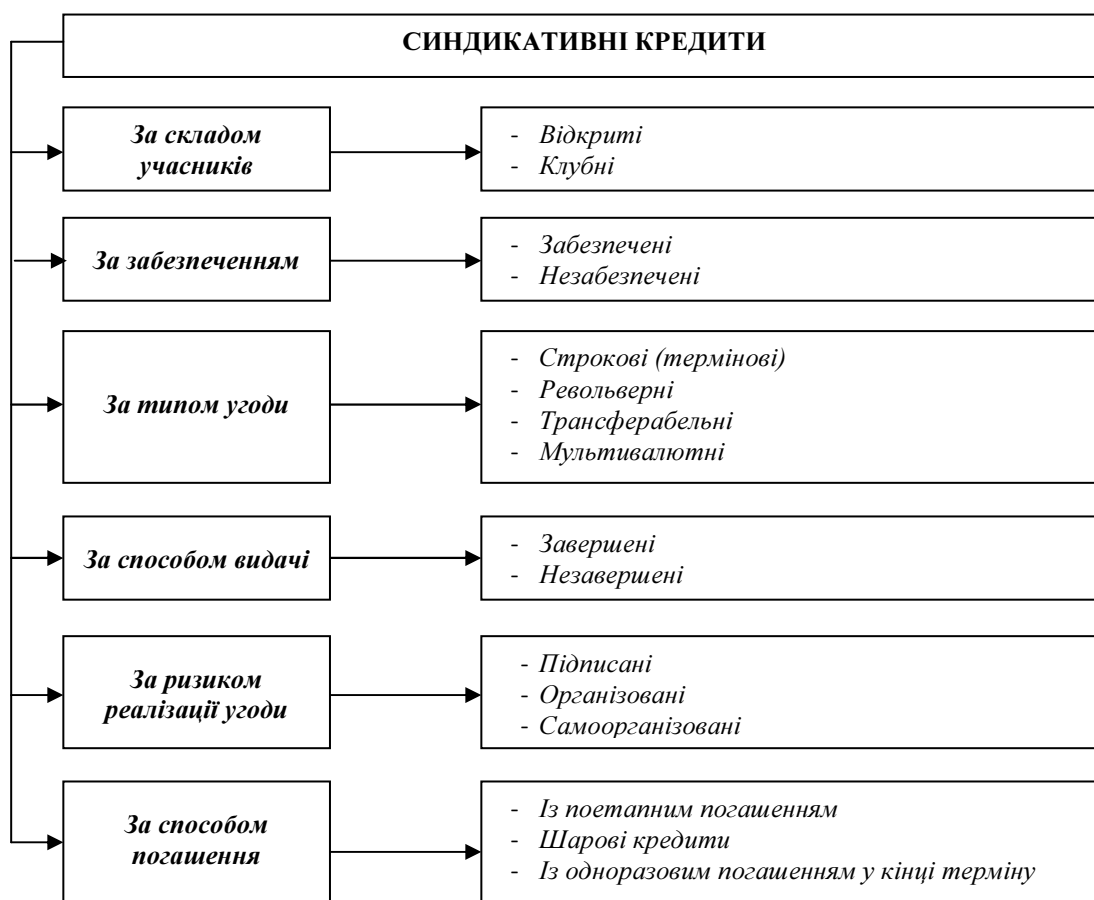 СИНДИКАТИВНІ КРЕДИТИ
За складом
учасників
- Відкриті
- Клубні
За забезпеченням
- Забезпечені
- Незабезпечені
За типом угоди
- Строкові (термінові)
- Револьверні
- Трансферабельні
- Мультивалютні
За способом видачі
- Завершені
- Незавершені
За ризиком
реалізації угоди
- Підписані
- Організовані
- Самоорганізовані
За способом
погашення
- Із поетапним погашенням
- Шарові кредити
- Із одноразовим погашенням у кінці терміну